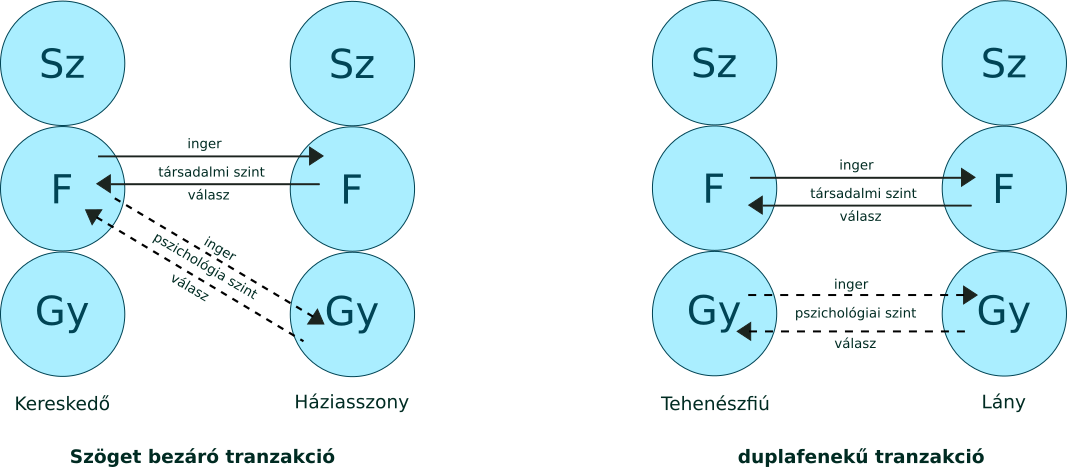 Sz
Sz
F
F
Gy
Gy
inger
társadalmi szint
válasz
inger
pszichológia szint
válasz
Kereskedő
Háziasszony
Szöget bezáró tranzakció
Sz
Sz
F
F
Gy
Gy
inger
társadalmi szint
válasz
inger
pszichológiai szint
válasz
Tehenészfiú
Lány
duplafenekű tranzakció